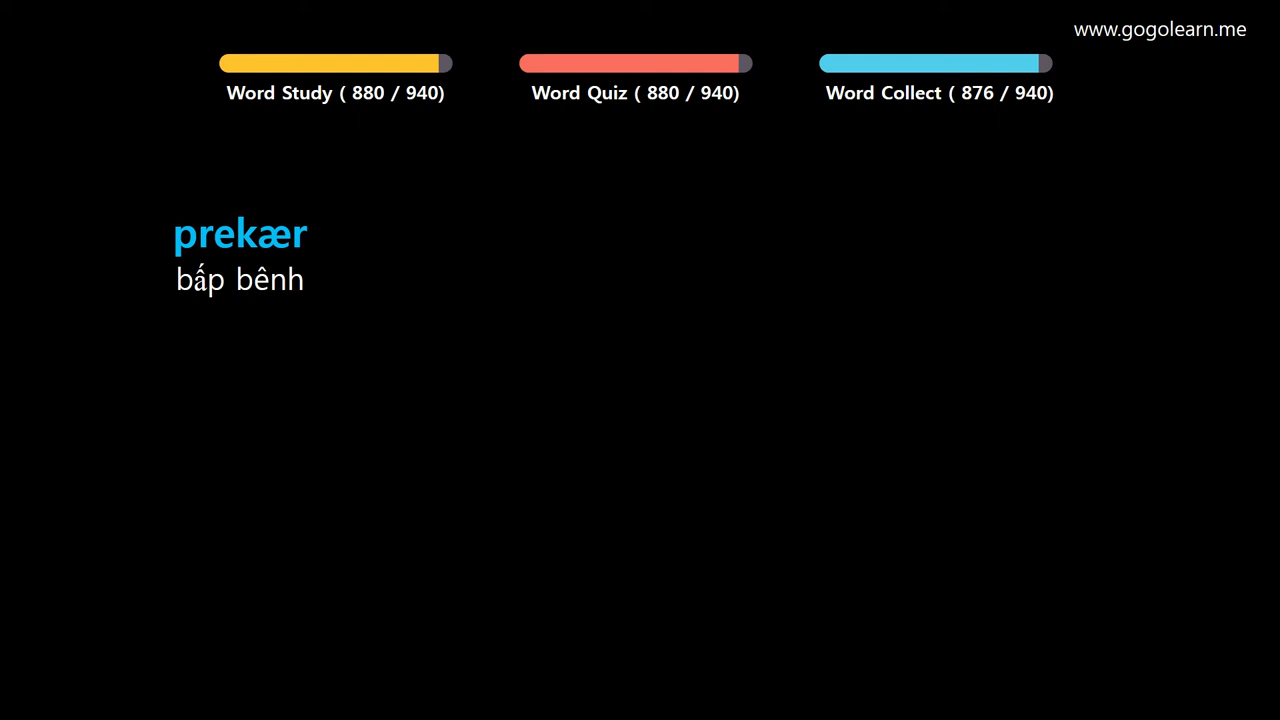 www.gogolearn.me
Word Study ( 880 / 940)
Word Quiz ( 880 / 940)
Word Collect ( 876 / 940)
prekær
bấp bênh